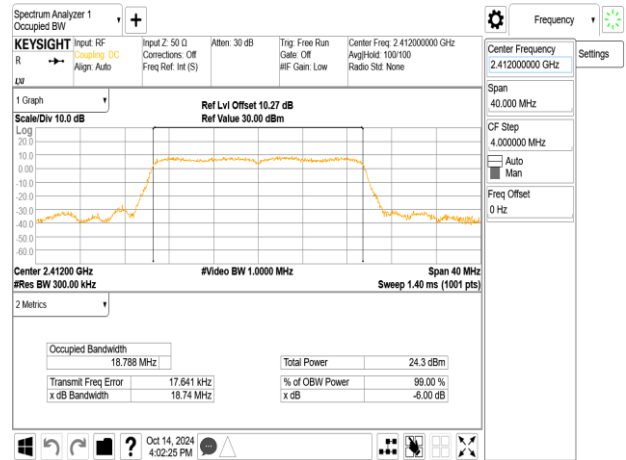 Spectrum Analyzer 1
Occupied BW
Frequency
KEYSIGHT
R
LXI
Input: RF
Coupling: DC
Align: Auto
Input Z: 50 Ω
Corrections: Off
Freq Ref: Int (S)
Atten: 30 dB
Trig: Free Run
Gate: Off
#IF Gain: Low
Center Freq: 2.412000000 GHz
Avg|Hold: 100/100
Radio Std: None
Center Frequency
2.412000000 GHz
Settings
Span
40.000 MHz
CF Step
4.000000 MHz
Auto
Man
Freq Offset
0 Hz
1 Graph
Scale/Div 10.0 dB
Ref Lvl Offset 10.27 dB
Ref Value 30.00 dBm
Log
20.0
10.0
0.00
-10.0
-20.0
-30.0
-40.0
-50.0
-60.0
Center 2.41200 GHz
#Video BW 1.0000 MHz
Span 40 MHz
#Res BW 300.00 kHz
Sweep 1.40 ms (1001 pts)
2 Metrics
Occupied Bandwidth
18.788 MHz
Total Power 24.3 dBm
Transmit Freq Error 17.641 kHz
% of OBW Power 99.00 %
x dB Bandwidth 18.74 MHz
x dB -6.00 dB
?
Oct 14, 2024
4:02:25 PM